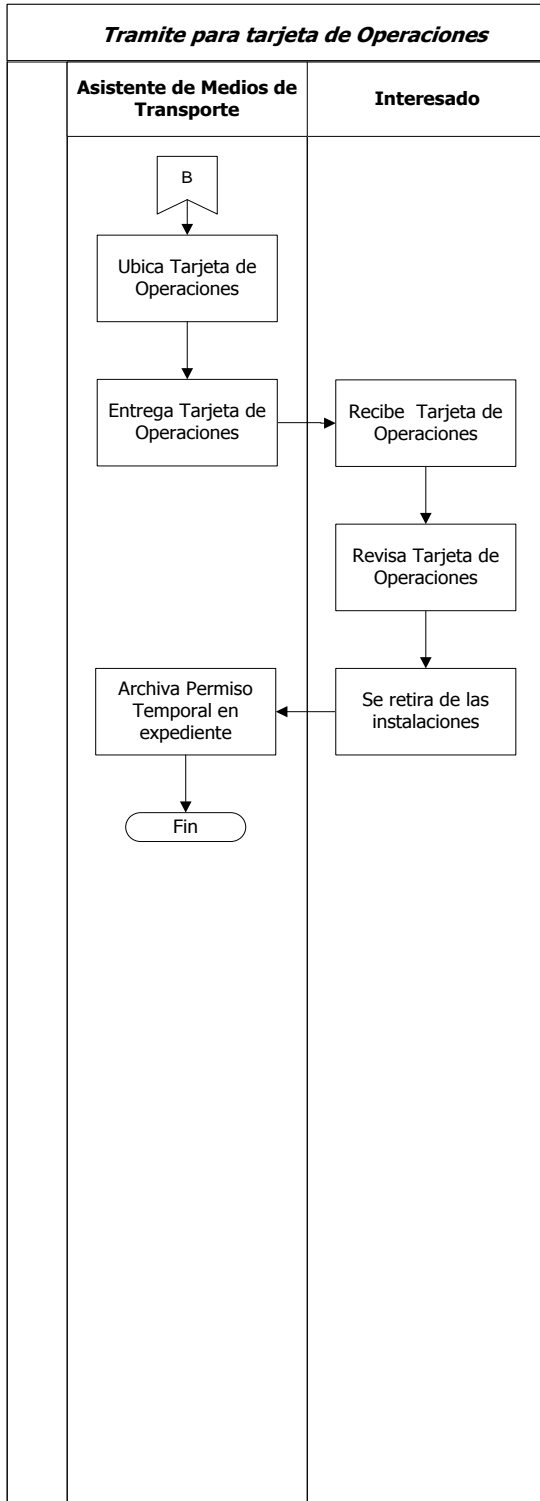 Tramite para tarjeta de Operaciones
Asistente de Medios de
Transporte
Interesado
B
Ubica Tarjeta de
Operaciones
Entrega Tarjeta de
Operaciones
Recibe Tarjeta de
Operaciones
Revisa Tarjeta de
Operaciones
Se retira de las
instalaciones
Archiva Permiso
Temporal en
expediente
Fin